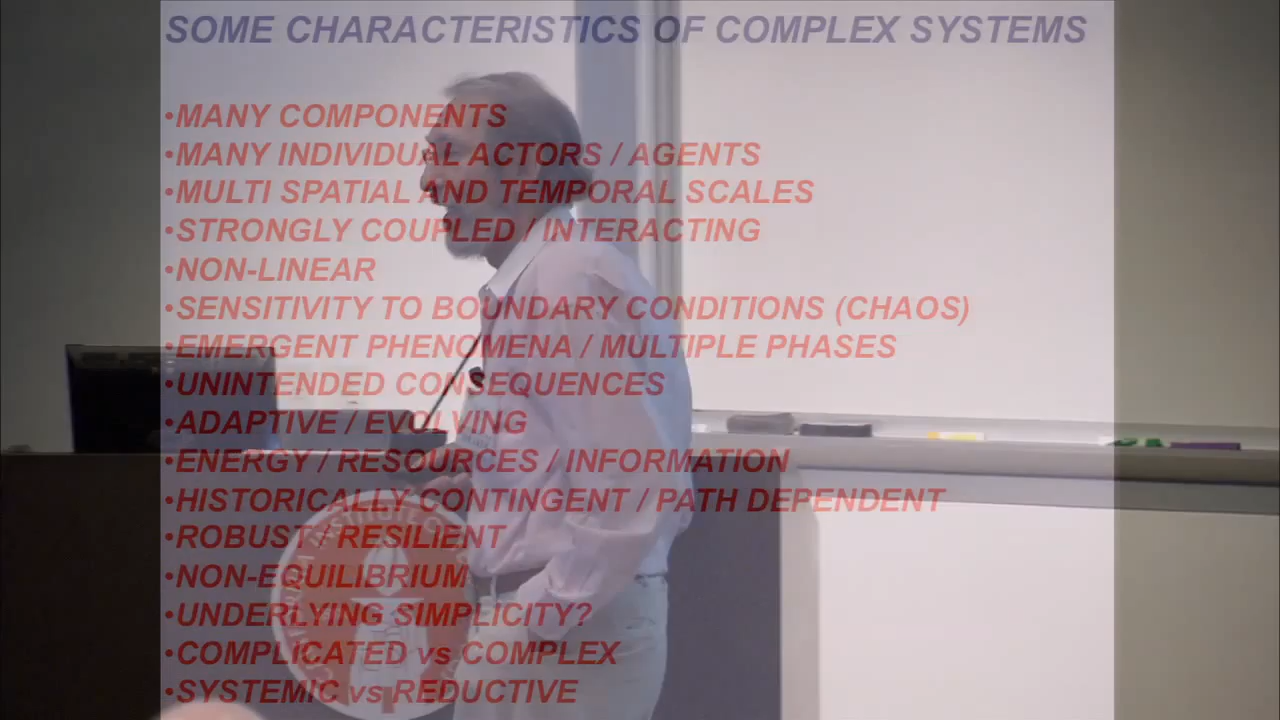 SOME CHARACTERISTICS OF COMPLEX SYSTEMS
•MANY COMPONENTS
•MANY INDIVIDUAL ACTORS / AGENTS
•MULTI SPATIAL AND TEMPORAL SCALES
•STRONGLY COUPLED / INTERACTING
•NON-LINEAR
•SENSITIVITY TO BOUNDARY CONDITIONS (CHAOS)
•EMERGENT PHENOMENA / MULTIPLE PHASES
•UNINTENDED CONSEQUENCES
•ADAPTIVE / EVOLVING
•ENERGY / RESOURCES / INFORMATION
•HISTORICALLY CONTINGENT / PATH DEPENDENT
•ROBUST / RESILIENT
•NON-EQUILIBRIUM
•UNDERLYING SIMPLICITY?
•COMPLICATED vs COMPLEX
•SYSTEMIC vs REDUCTIVE
INSTITUTE